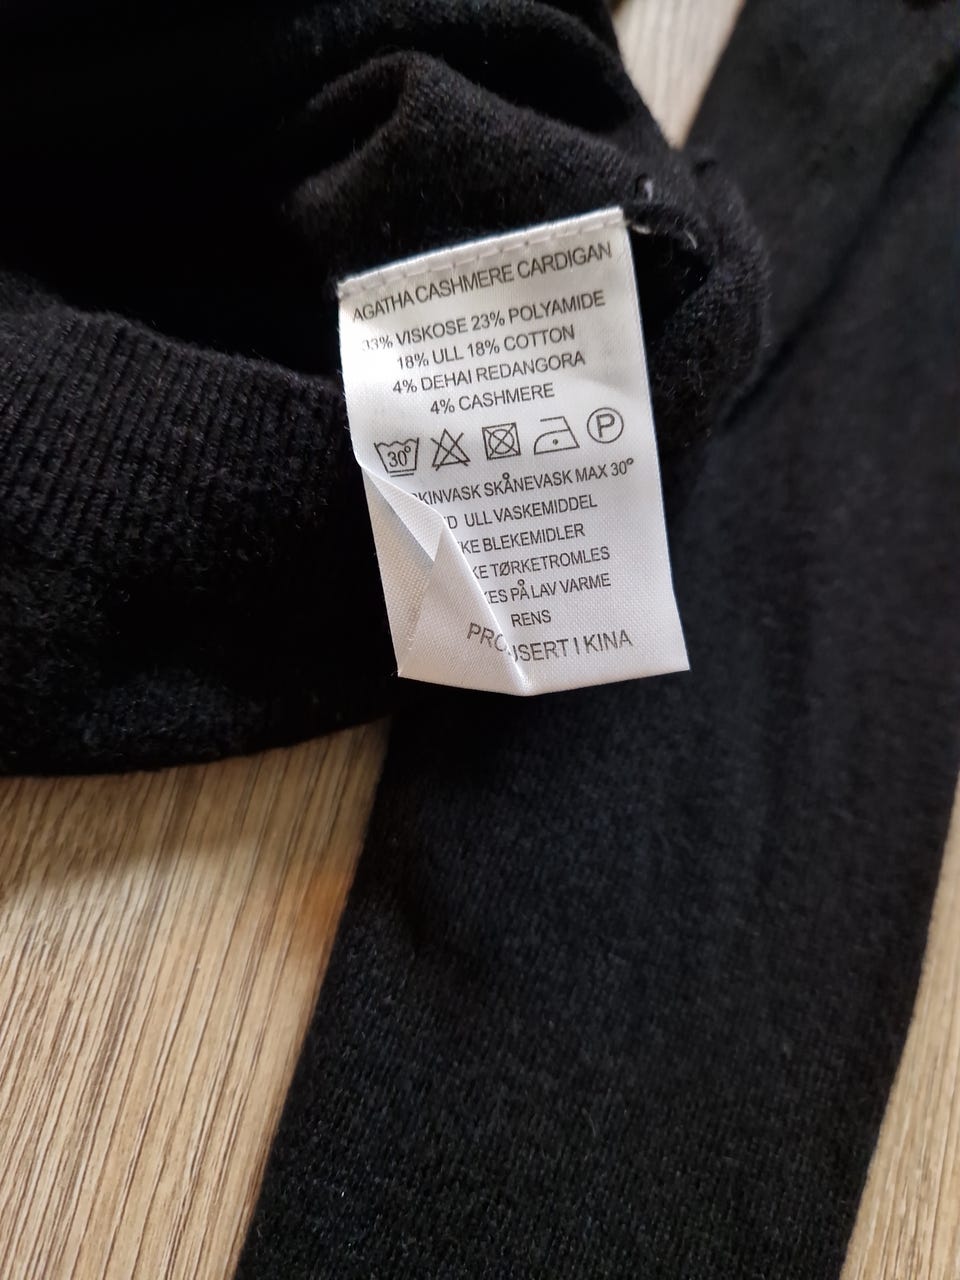 AGATHA CASHMERE CARDIGAN
33% VISKOSE 23% POLYAMIDE
18% ULL 18% COTTON
4% DEHAI REDANGORA
4% CASHMERE
30° P
SKÅNEVASK MAX 30°
ULL VASKEMIDDEL
BLEKEMIDLER
TØRKETROMLES
PÅ LAV VARME
RENS
I KINA